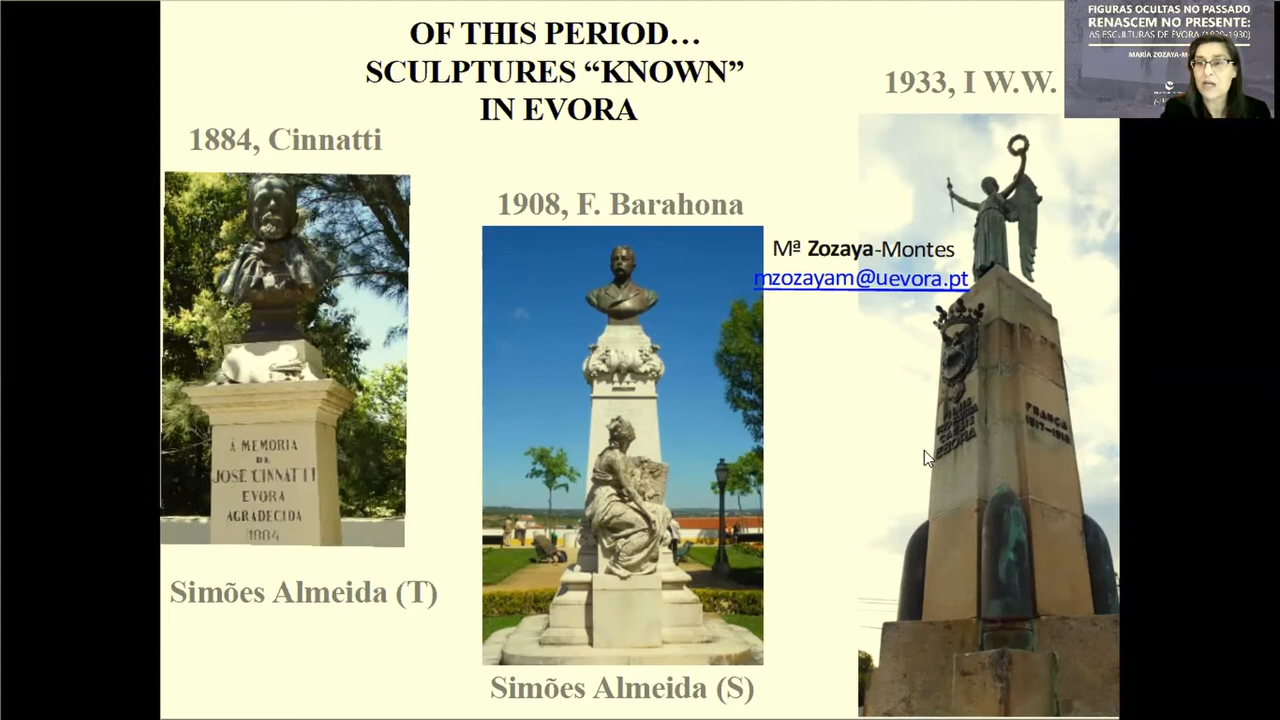 OF THIS PERIOD…
SCULPTURES “KNOWN”
IN EVORA
1884, Cinnatti
1908, F. Barahona
1933, I W.W.
Mª Zozaya-Montes
mzozayam@uevora.pt
Simões Almeida (T)
Simões Almeida (S)
Á MEMORIA
DE
JOSE CINNATTI
EVORA
AGRADECIDA
1884
FRANÇA
1917-1918
EVORA
FIGURAS OCULTAS NO PASSADO
RENASCEM NO PRESENTE:
AS ESCULTURAS DE ÉVORA
MARÍA